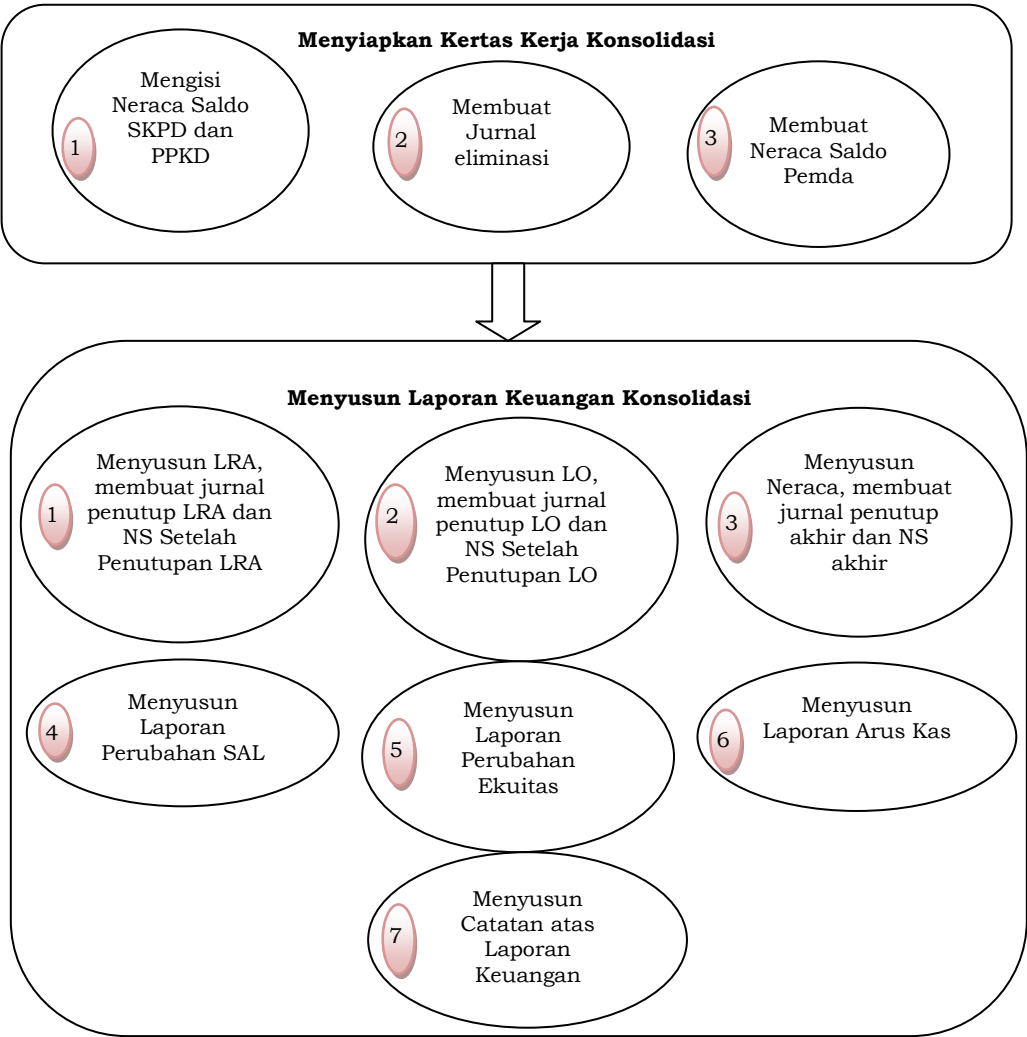 Menyiapkan Kertas Kerja Konsolidasi
1
Mengisi
Neraca Saldo
SKPD dan
PPKD
2
Membuat
Jurnal
eliminasi
3
Membuat
Neraca Saldo
Pemda
Menyusun Laporan Keuangan Konsolidasi
1
Menyusun LRA,
membuat jurnal
penutup LRA dan
NS Setelah
Penutupan LRA
2
Menyusun LO,
membuat jurnal
penutup LO dan
NS Setelah
Penutupan LO
3
Menyusun
Neraca, membuat
jurnal penutup
akhir dan NS
akhir
4
Menyusun
Laporan
Perubahan SAL
5
Menyusun
Laporan
Perubahan
Ekuitas
6
Menyusun
Laporan Arus Kas
7
Menyusun
Catatan atas
Laporan
Keuangan